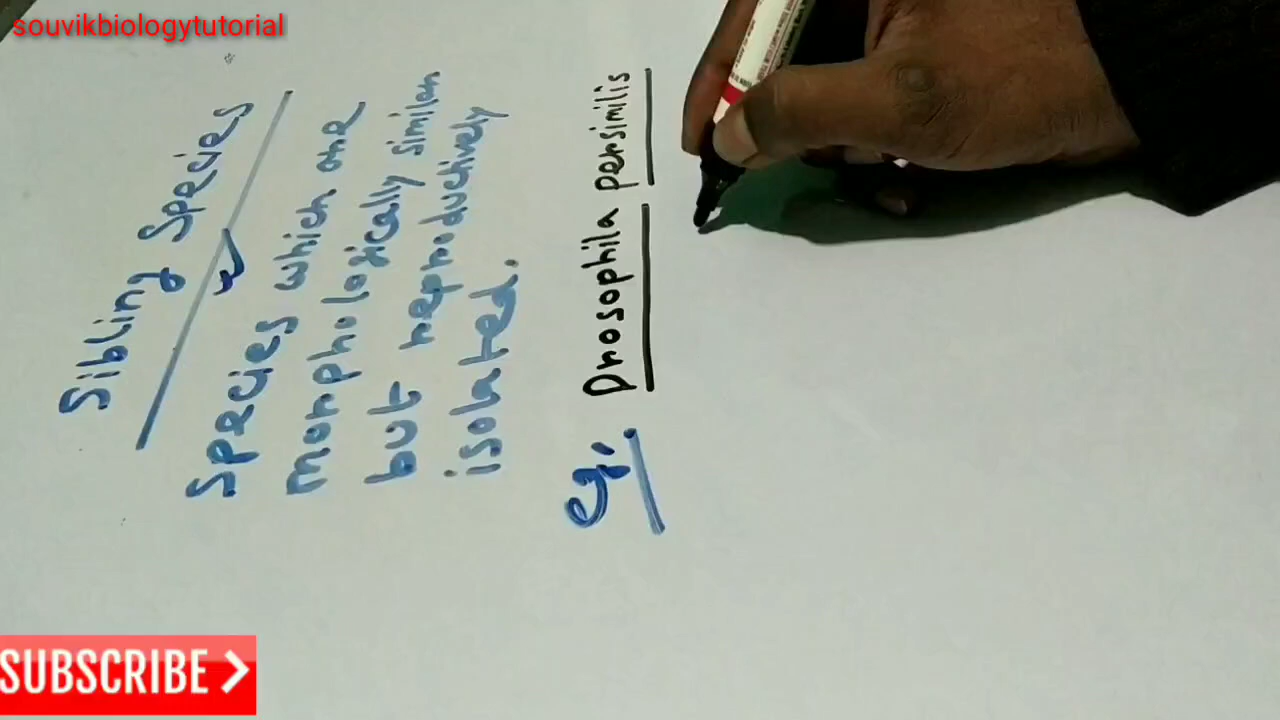 souvikbiologytutorial
Sibling Species
Species which are
morphologically similar
but reproductively
isolated.
eg. Drosophila persimilis
SUBSCRIBE >